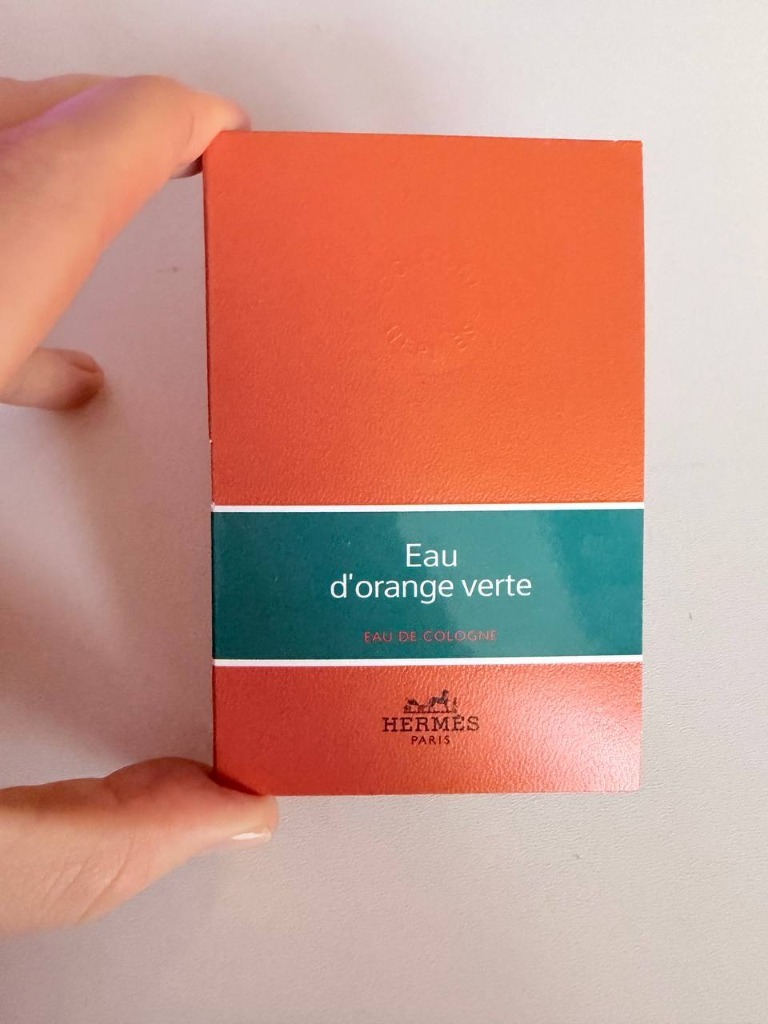 Eau
d'orange verte
EAU DE COLOGNE
HERMÈS
PARIS